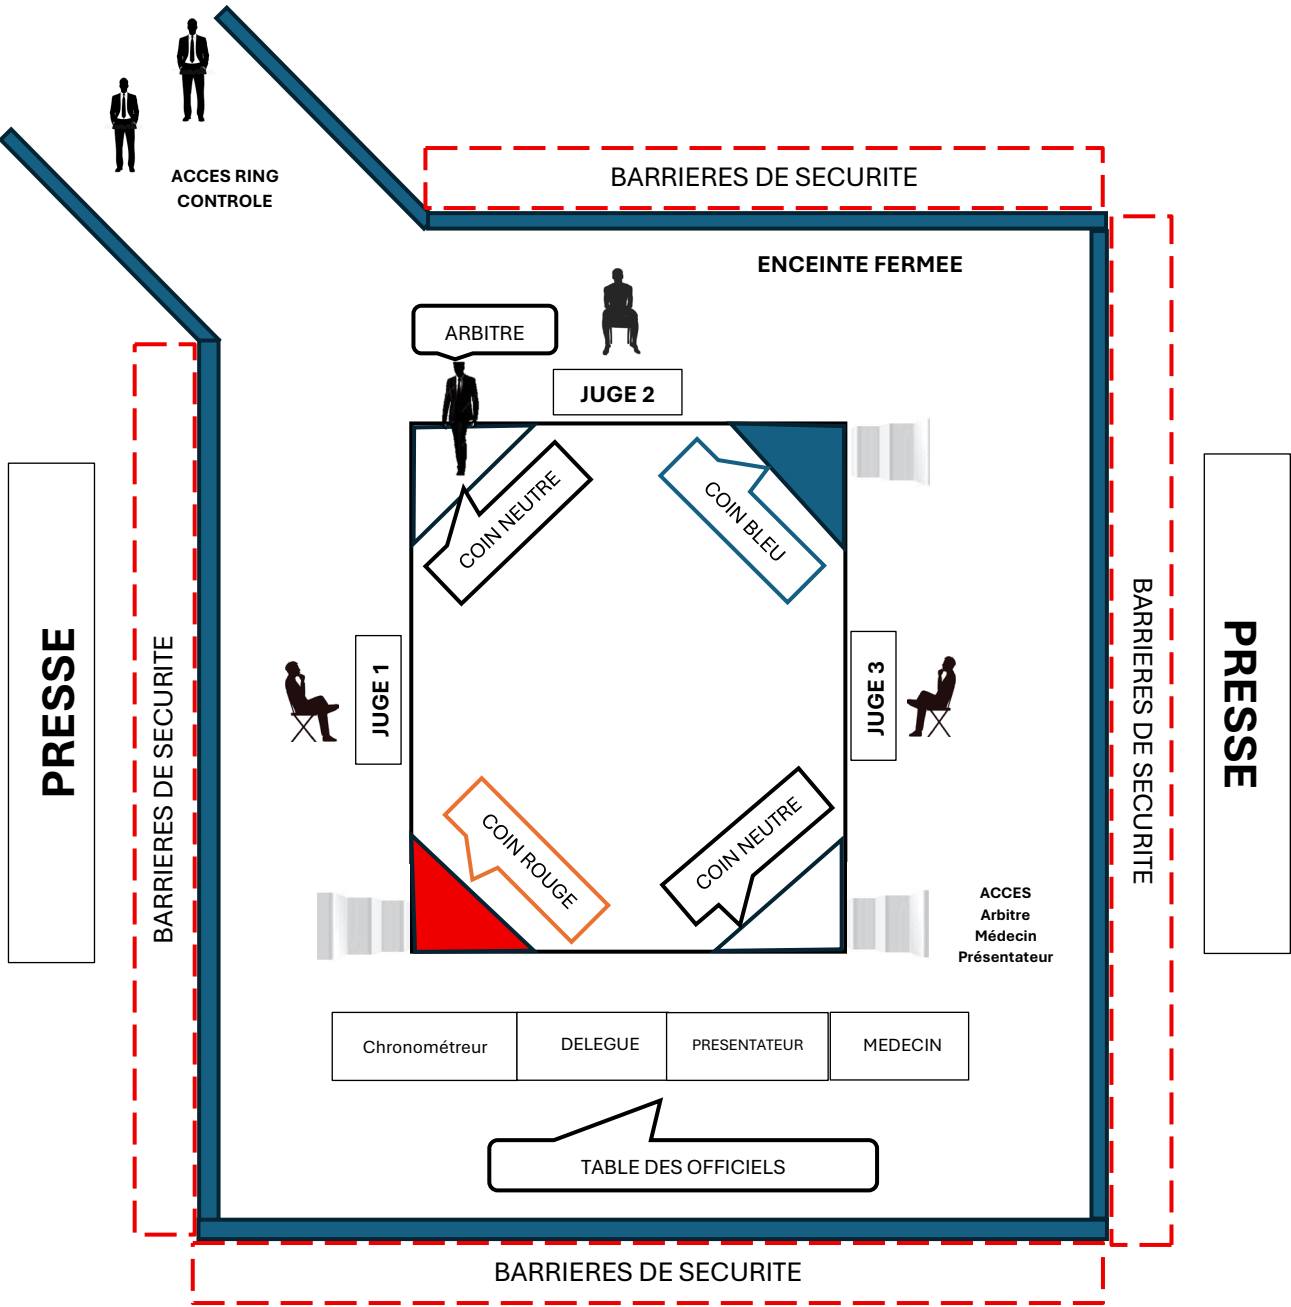 ACCES RING
CONTROLE
BARRIERES DE SECURITE
ENCEINTE FERMEE
ARBITRE
JUGE 2
COIN NEUTRE
COIN BLEU
PRESSE
BARRIERES DE SECURITE
JUGE 1
JUGE 3
BARRIERES DE SECURITE
PRESSE
COIN ROUGE
COIN NEUTRE
ACCES
Arbitre
Médecin
Présentateur
Chronométreur
DELEGUE
PRESENTATEUR
MEDECIN
TABLE DES OFFICIELS
BARRIERES DE SECURITE